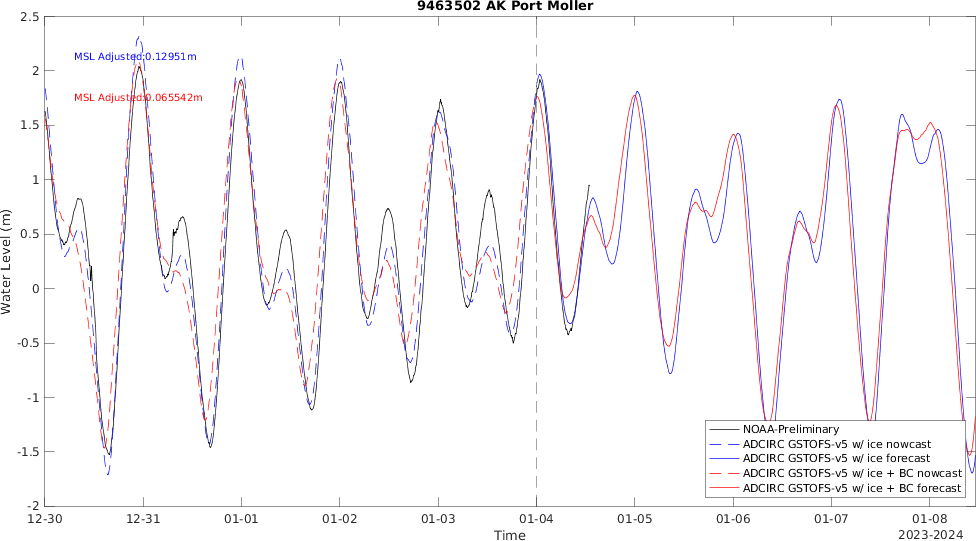 9463502 AK Port Moller
2.5
2
1.5
1
0.5
0
-0.5
-1
-1.5
-2
Water Level (m)
MSL Adjusted:0.12951m
MSL Adjusted:0.065542m
NOAA-Preliminary
ADCIRC GSTOFS-v5 w/ ice nowcast
ADCIRC GSTOFS-v5 w/ ice forecast
ADCIRC GSTOFS-v5 w/ ice + BC nowcast
ADCIRC GSTOFS-v5 w/ ice + BC forecast
12-30 12-31 01-01 01-02 01-03 01-04 01-05 01-06 01-07 01-08
Time
2023-2024